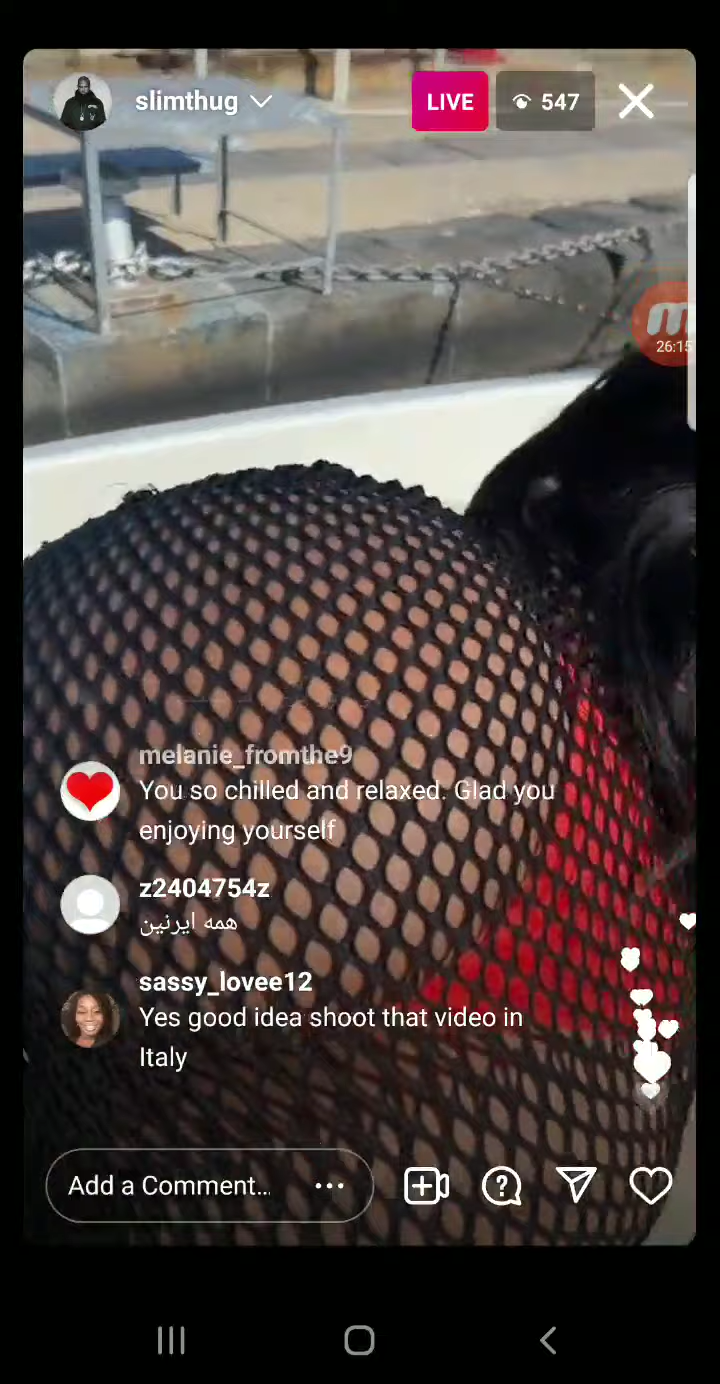 slimthug
LIVE
547
26:15
melanie_fromthe9
You so chilled and relaxed. Glad you
enjoying yourself
z2404754z
همه ایرنین
sassy_lovee12
Yes good idea shoot that video in
Italy
Add a Comment...